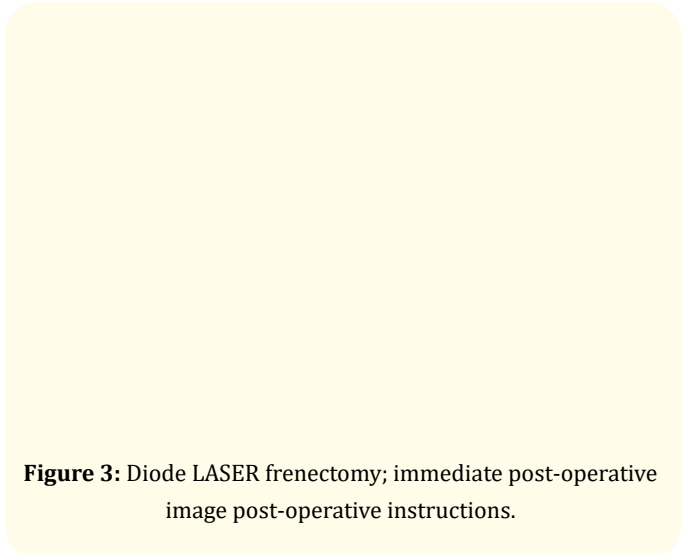 Figure 3: Diode LASER frenectomy; immediate post-operative
image post-operative instructions.